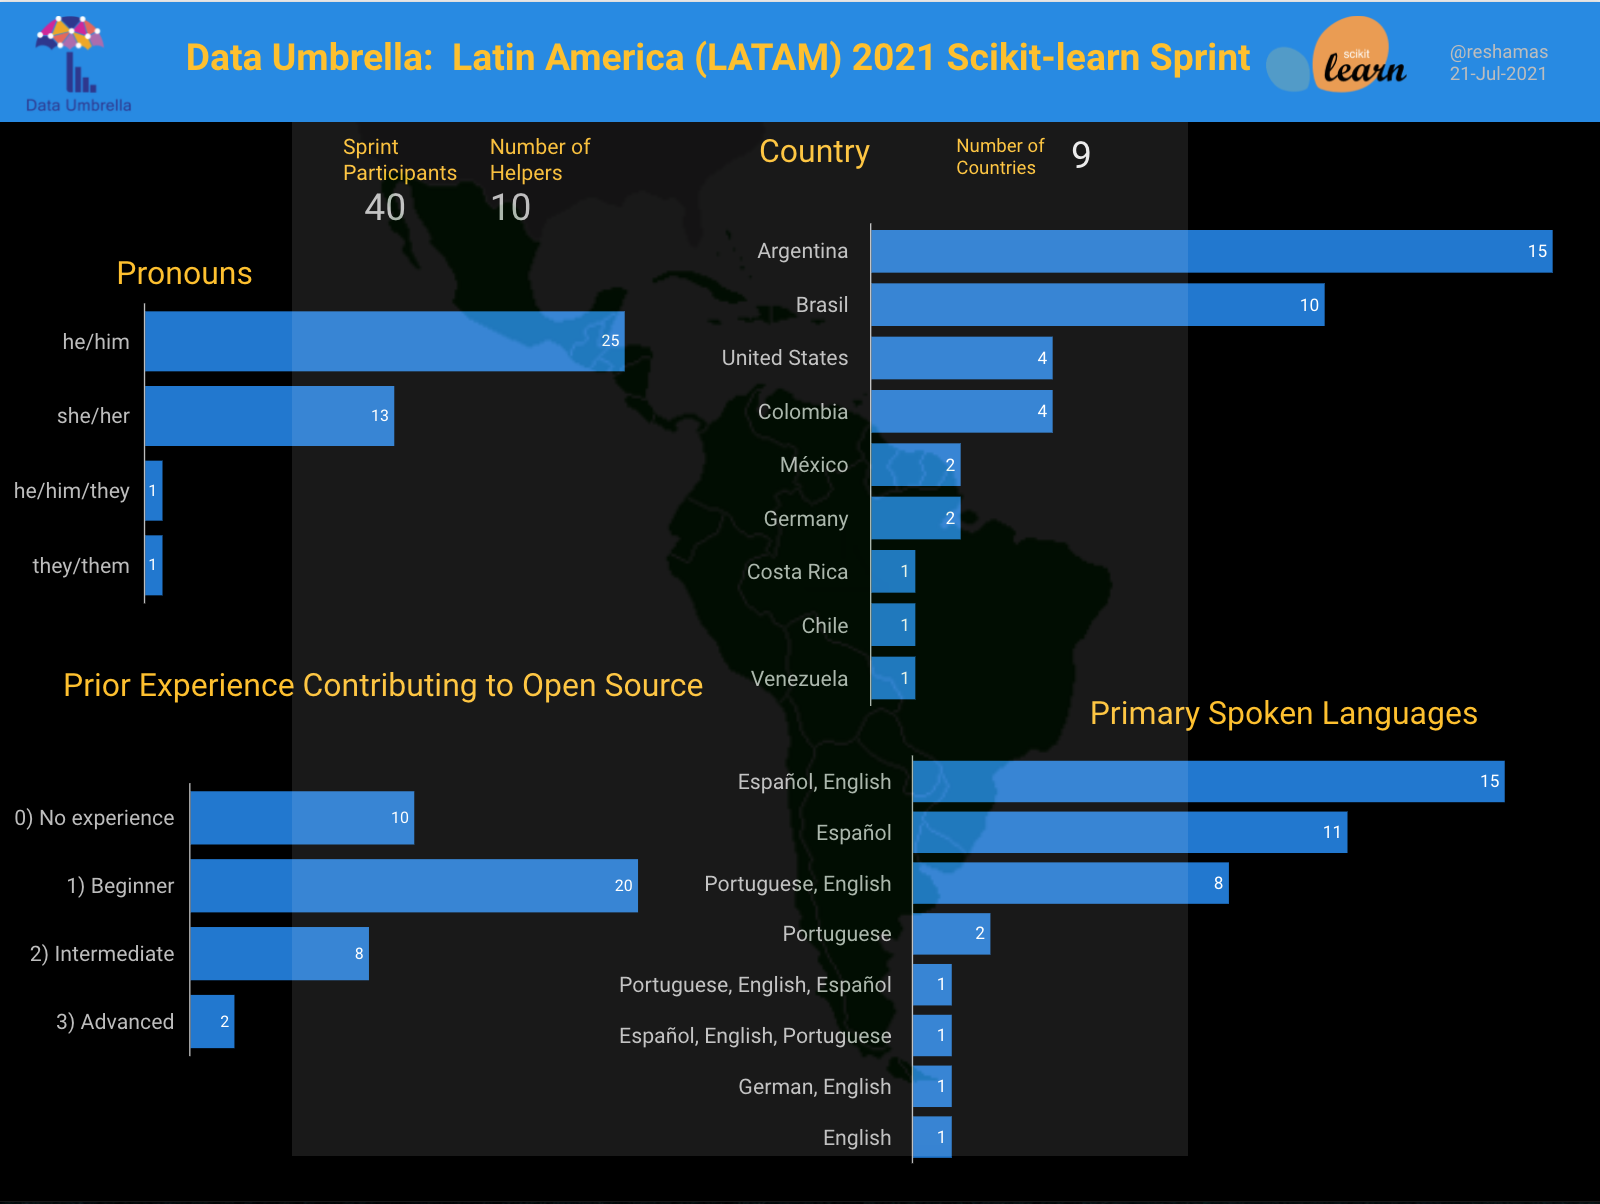 Data Umbrella
Data Umbrella:  Latin America (LATAM) 2021 Scikit-learn Sprint
scikit
learn
@reshamas
21-Jul-2021
Sprint
Participants
40
Number of
Helpers
10
Country
Number of
Countries
9
Pronouns
he/him 25
she/her 13
he/him/they 1
they/them 1
Argentina 15
Brasil 10
United States 4
Colombia 4
México 2
Germany 2
Costa Rica 1
Chile 1
Venezuela 1
Prior Experience Contributing to Open Source
0) No experience 10
1) Beginner 20
2) Intermediate 8
3) Advanced 2
Primary Spoken Languages
Español, English 15
Español 11
Portuguese, English 8
Portuguese 2
Portuguese, English, Español 1
Español, English, Portuguese 1
German, English 1
English 1